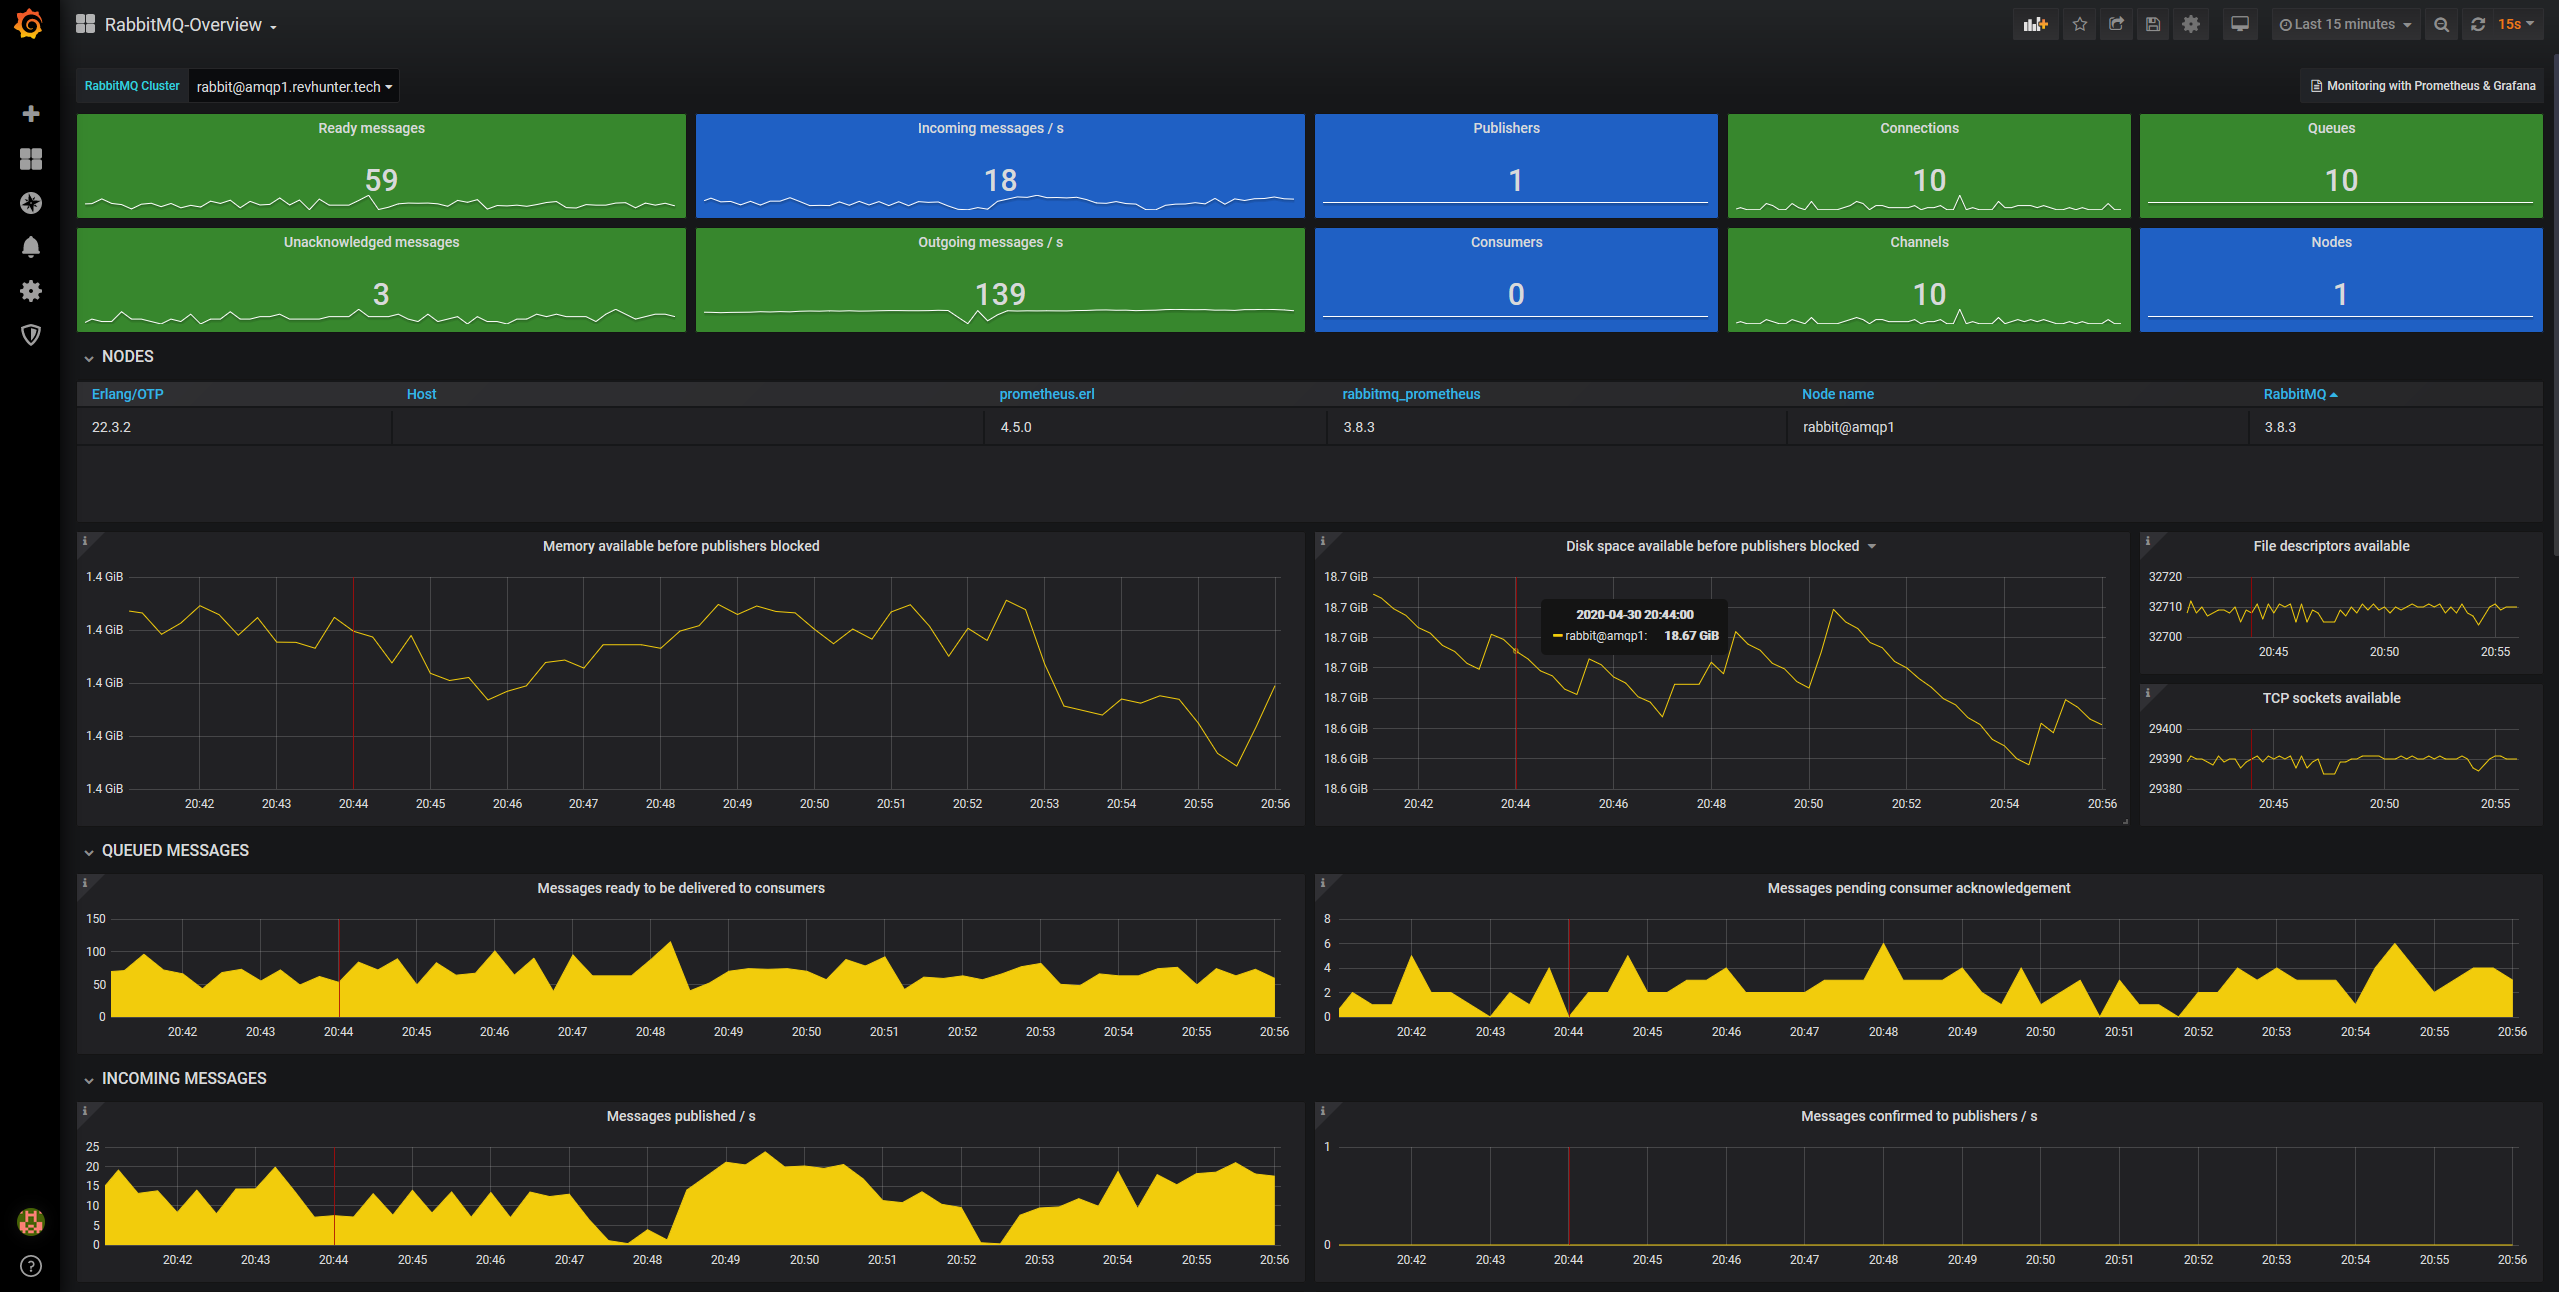 RabbitMQ-Overview
Last 15 minutes
15s
RabbitMQ Cluster
rabbit@amqp1.revhunter.tech
Monitoring with Prometheus & Grafana
Ready messages
59
Incoming messages / s
18
Publishers
1
Connections
10
Queues
10
Unacknowledged messages
3
Outgoing messages / s
139
Consumers
0
Channels
10
Nodes
1
NODES
Erlang/OTP Host prometheus.erl rabbitmq_prometheus Node name RabbitMQ
22.3.2 4.5.0 3.8.3 rabbit@amqp1 3.8.3
Memory available before publishers blocked
1.4 GiB
1.4 GiB
1.4 GiB
1.4 GiB
1.4 GiB
20:42 20:43 20:44 20:45 20:46 20:47 20:48 20:49 20:50 20:51 20:52 20:53 20:54 20:55 20:56
Disk space available before publishers blocked
18.7 GiB
18.7 GiB
18.7 GiB
18.7 GiB
18.7 GiB
18.6 GiB
18.6 GiB
18.6 GiB
20:42 20:44 20:46 20:48 20:50 20:52 20:54 20:56
2020-04-30 20:44:00
rabbit@amqp1: 18.67 GiB
File descriptors available
32720
32710
32700
20:45 20:50 20:55
TCP sockets available
29400
29390
29380
20:45 20:50 20:55
QUEUED MESSAGES
Messages ready to be delivered to consumers
150
100
50
0
20:42 20:43 20:44 20:45 20:46 20:47 20:48 20:49 20:50 20:51 20:52 20:53 20:54 20:55 20:56
Messages pending consumer acknowledgement
8
6
4
2
0
20:42 20:43 20:44 20:45 20:46 20:47 20:48 20:49 20:50 20:51 20:52 20:53 20:54 20:55 20:56
INCOMING MESSAGES
Messages published / s
25
20
15
10
5
0
20:42 20:43 20:44 20:45 20:46 20:47 20:48 20:49 20:50 20:51 20:52 20:53 20:54 20:55 20:56
Messages confirmed to publishers / s
1
0
20:42 20:43 20:44 20:45 20:46 20:47 20:48 20:49 20:50 20:51 20:52 20:53 20:54 20:55 20:56